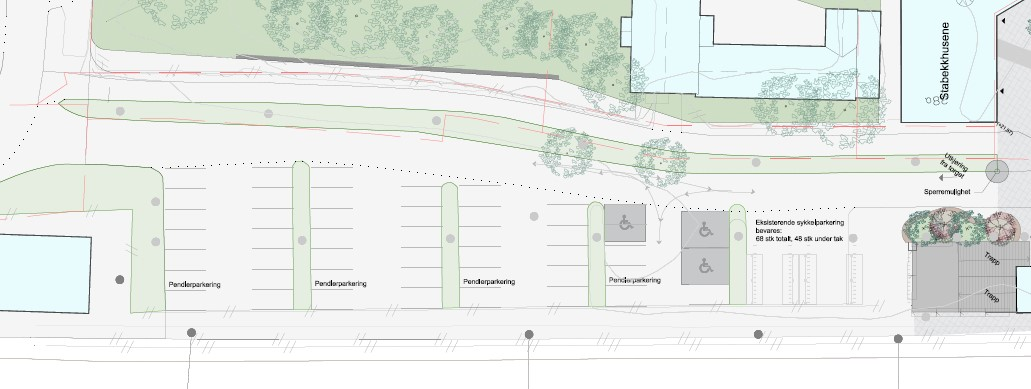 Stabekkhusene
Utkjøring
fra torget
Sperremulighet
Eksisterende sykkelparkering
bevares:
68 stk totalt, 48 stk under tak
Trapp
Trapp
Pendlerparkering
Pendlerparkering
Pendlerparkering
Pendlerparkering